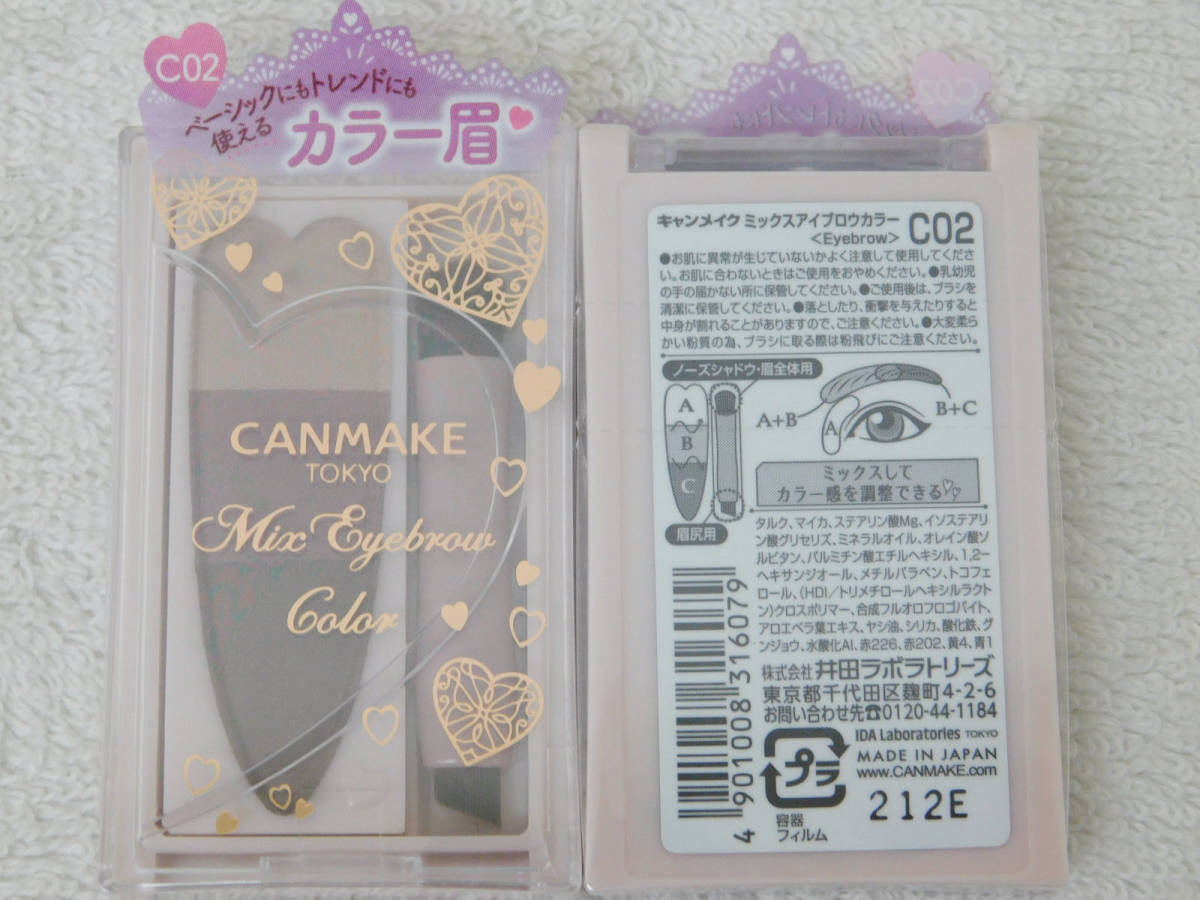 C02
ベーシックにもトレンドにも
使える
カラー眉
CANMAKE
TOKYO
Mix Eyebrow
Color
キャンメイク ミックスアイブロウカラー
<Eyebrow> C02
●お肌に異常が生じていないかよく注意して使用してくださ
い。お肌に合わないときはご使用をおやめください。●乳幼児
の手の届かない所に保管してください。●ご使用後は、ブラシを
清潔に保管してください。●落としたり、衝撃を与えたりすると
中身が割れることがありますので、ご注意ください。●大変柔ら
かい粉質の為、ブラシに取る際は粉飛びにご注意ください。
ノーズシャドウ・眉全体用
A
B
C
眉尻用
A+B
A
B+C
ミックスして
カラー感を調整できる
タルク、マイカ、ステアリン酸Mg、イソステアリ
ン酸グリセリズ、ミネラルオイル、オレイン酸ソ
ルビタン、パルミチン酸エチルヘキシル、1,2-
ヘキサンジオール、メチルパラベン、トコフェ
ロール、(HDI/トリメチロールヘキシルラクト
ン)クロスポリマー、合成フルオロフロゴパイト、
アロエベラ葉エキス、ヤシ油、シリカ、酸化鉄、グ
ンジョウ、水酸化Al、赤226、赤202、黄4、青1
株式会社 井田ラボラトリーズ
東京都千代田区麹町4-2-6
お問い合わせ先☎0120-44-1184
IDA Laboratories TOKYO
MADE IN JAPAN
www.CANMAKE.com
プラ
容器
フィルム
212E
4901008316079